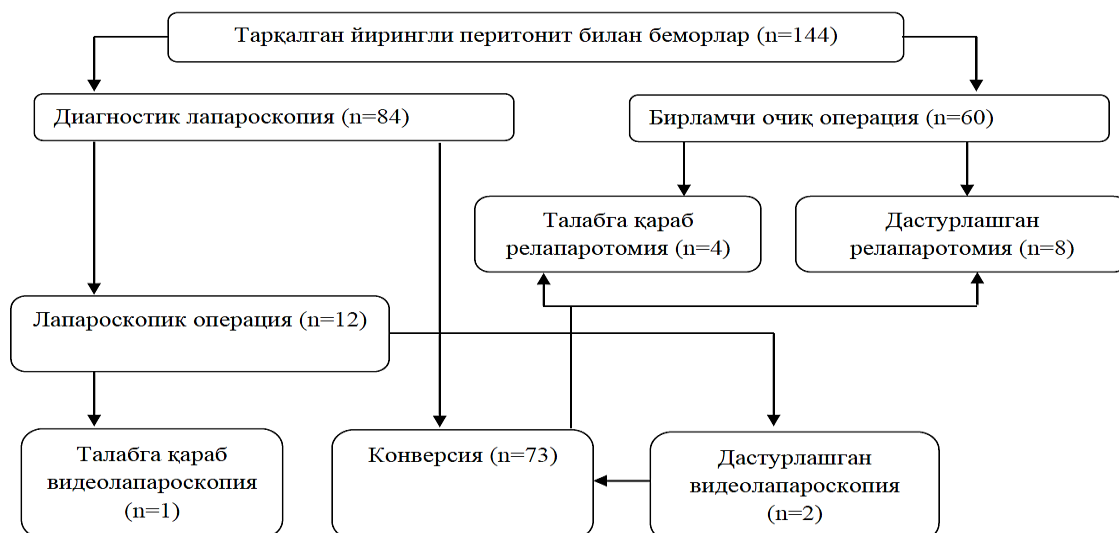 Тарқалган йирингли перитонит билан беморлар (n=144)
Диагностик лапароскопия (n=84)
Бирламчи очиқ операция (n=60)
Талабга қараб
релапаротомия (n=4)
Дастурлашган
релапаротомия (n=8)
Лапароскопик операция (n=12)
Талабга қараб
видеолапароскопия
(n=1)
Конверсия (n=73)
Дастурлашган
видеолапароскопия
(n=2)